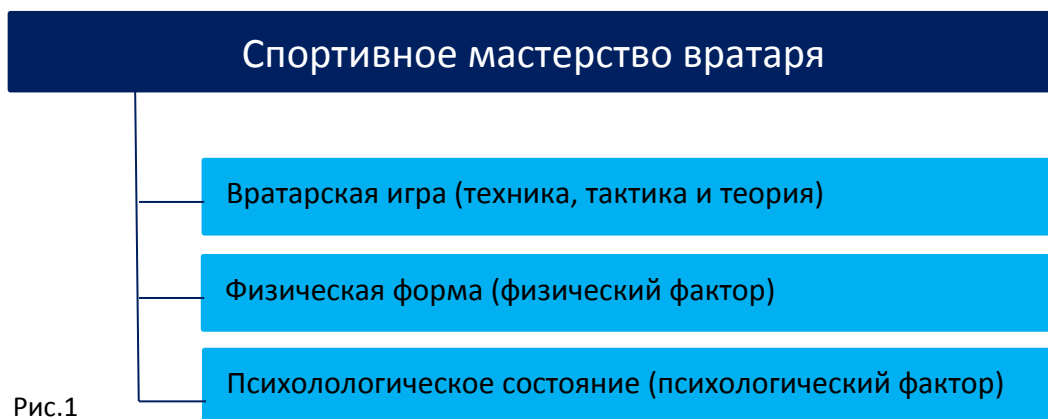 Спортивное мастерство вратаря
Вратарская игра (техника, тактика и теория)
Физическая форма (физический фактор)
Психолологическое состояние (психологический фактор)
Рис.1